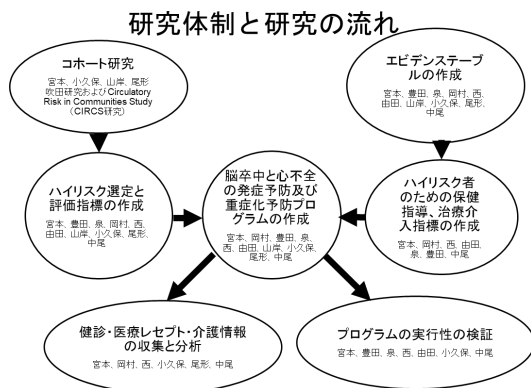 研究体制と研究の流れ
コホート研究
宮本、小久保、山岸、尾形
吹田研究およびCirculatory
Risk in Communities Study
(CIRCS研究)
エビデンステーブ
ルの作成
宮本、豊田、泉、岡村、西、
由田、山岸、小久保、尾形、
中尾
ハイリスク選定と
評価指標の作成
宮本、豊田、泉、岡村、西、
由田、山岸、小久保、尾形、
中尾
脳卒中と心不全
の発症予防及び
重症化予防プロ
グラムの作成
宮本、岡村、豊田、泉、
西、由田、山岸、小久保、
尾形、中尾
ハイリスク者
のための保健
指導、治療介
入指標の作成
宮本、岡村、西、由田、
泉、豊田、中尾
健診・医療レセプト・介護情報
の収集と分析
宮本、岡村、西、小久保、尾形、中尾
プログラムの実行性の検証
宮本、豊田、泉、西、由田、小久保、中尾